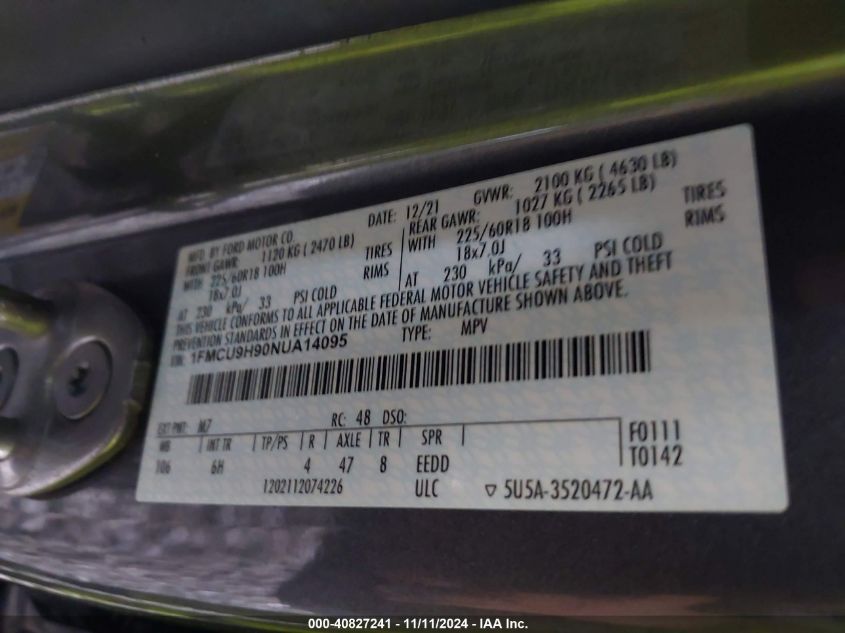 MFD. BY FORD MOTOR CO. DATE: 12/21 GVWR: 2100 KG ( 4630 LB)
FRONT GAWR: 1120 KG ( 2470 LB) REAR GAWR: 1027 KG ( 2265 LB)
WITH 225/60R18 100H TIRES WITH 225/60R18 100H TIRES
18x7.0J RIMS 18x7.0J RIMS
AT 230 kPa/ 33 PSI COLD AT 230 kPa/ 33 PSI COLD
THIS VEHICLE CONFORMS TO ALL APPLICABLE FEDERAL MOTOR VEHICLE SAFETY AND THEFT
PREVENTION STANDARDS IN EFFECT ON THE DATE OF MANUFACTURE SHOWN ABOVE.
VIN: 1FMCU9H90NUA14095 TYPE: MPV
EXT PNT: M7 RC: 48 DSO: F0111
WB INT TR TP/PS R AXLE TR SPR T0142
106 6H 4 47 8 EEDD
1202112074226 ULC ▽ 5U5A-3520472-AA
000-40827241 - 11/11/2024 - IAA Inc.